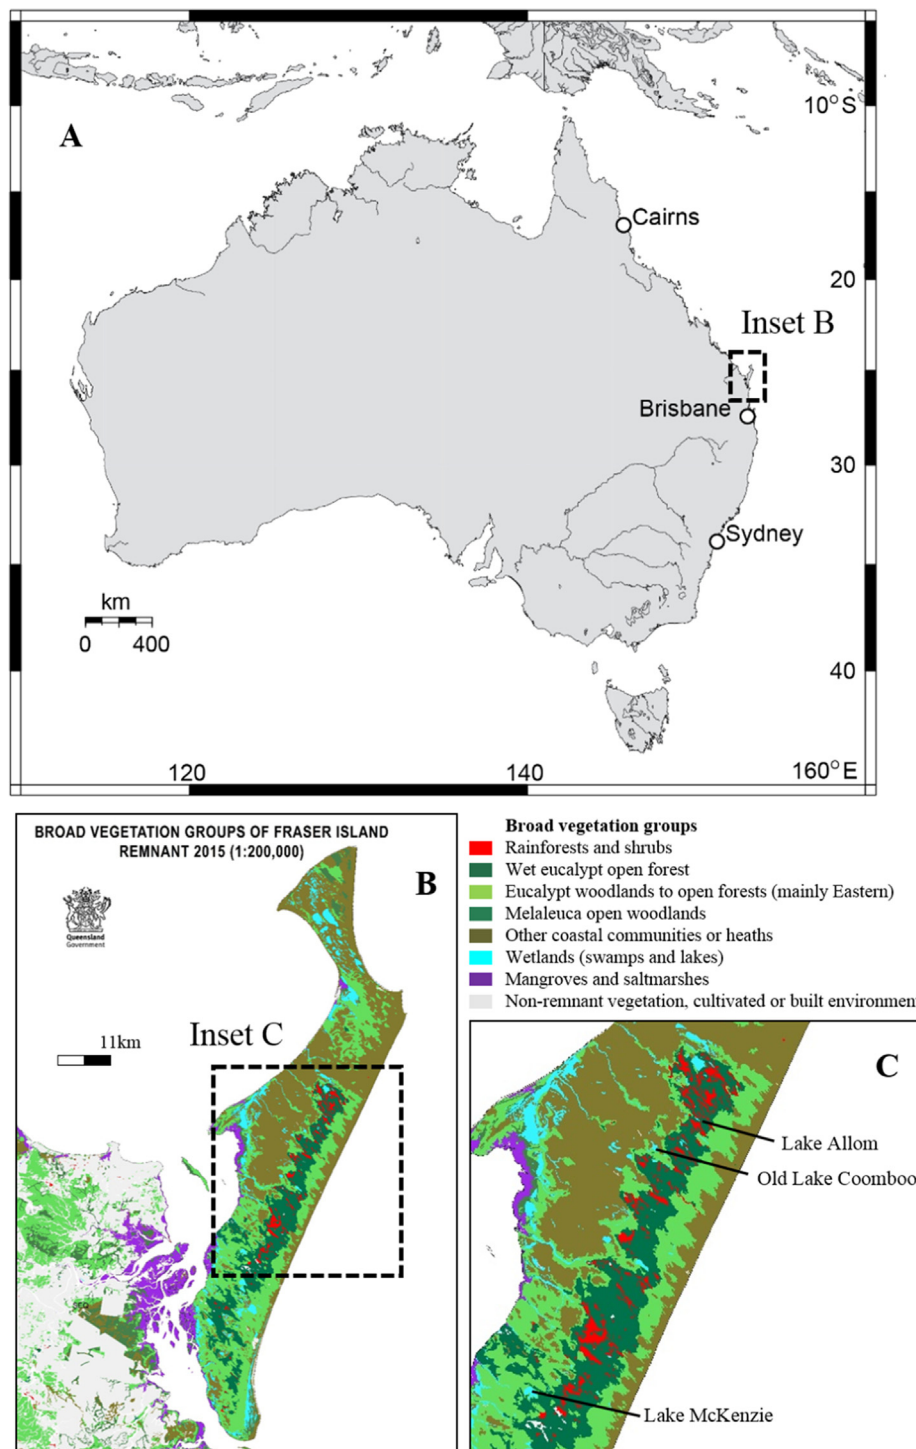 A
10°S
Cairns
20
Inset B
Brisbane
30
Sydney
km
0 400
40
120 140 160°E
BROAD VEGETATION GROUPS OF FRASER ISLAND
REMNANT 2015 (1:200,000)
B
Queensland
Government
Inset C
11km
Broad vegetation groups
Rainforests and shrubs
Wet eucalypt open forest
Eucalypt woodlands to open forests (mainly Eastern)
Melaleuca open woodlands
Other coastal communities or heaths
Wetlands (swamps and lakes)
Mangroves and saltmarshes
Non-remnant vegetation, cultivated or built environment
C
Lake Allom
Old Lake Coomboo
Lake McKenzie